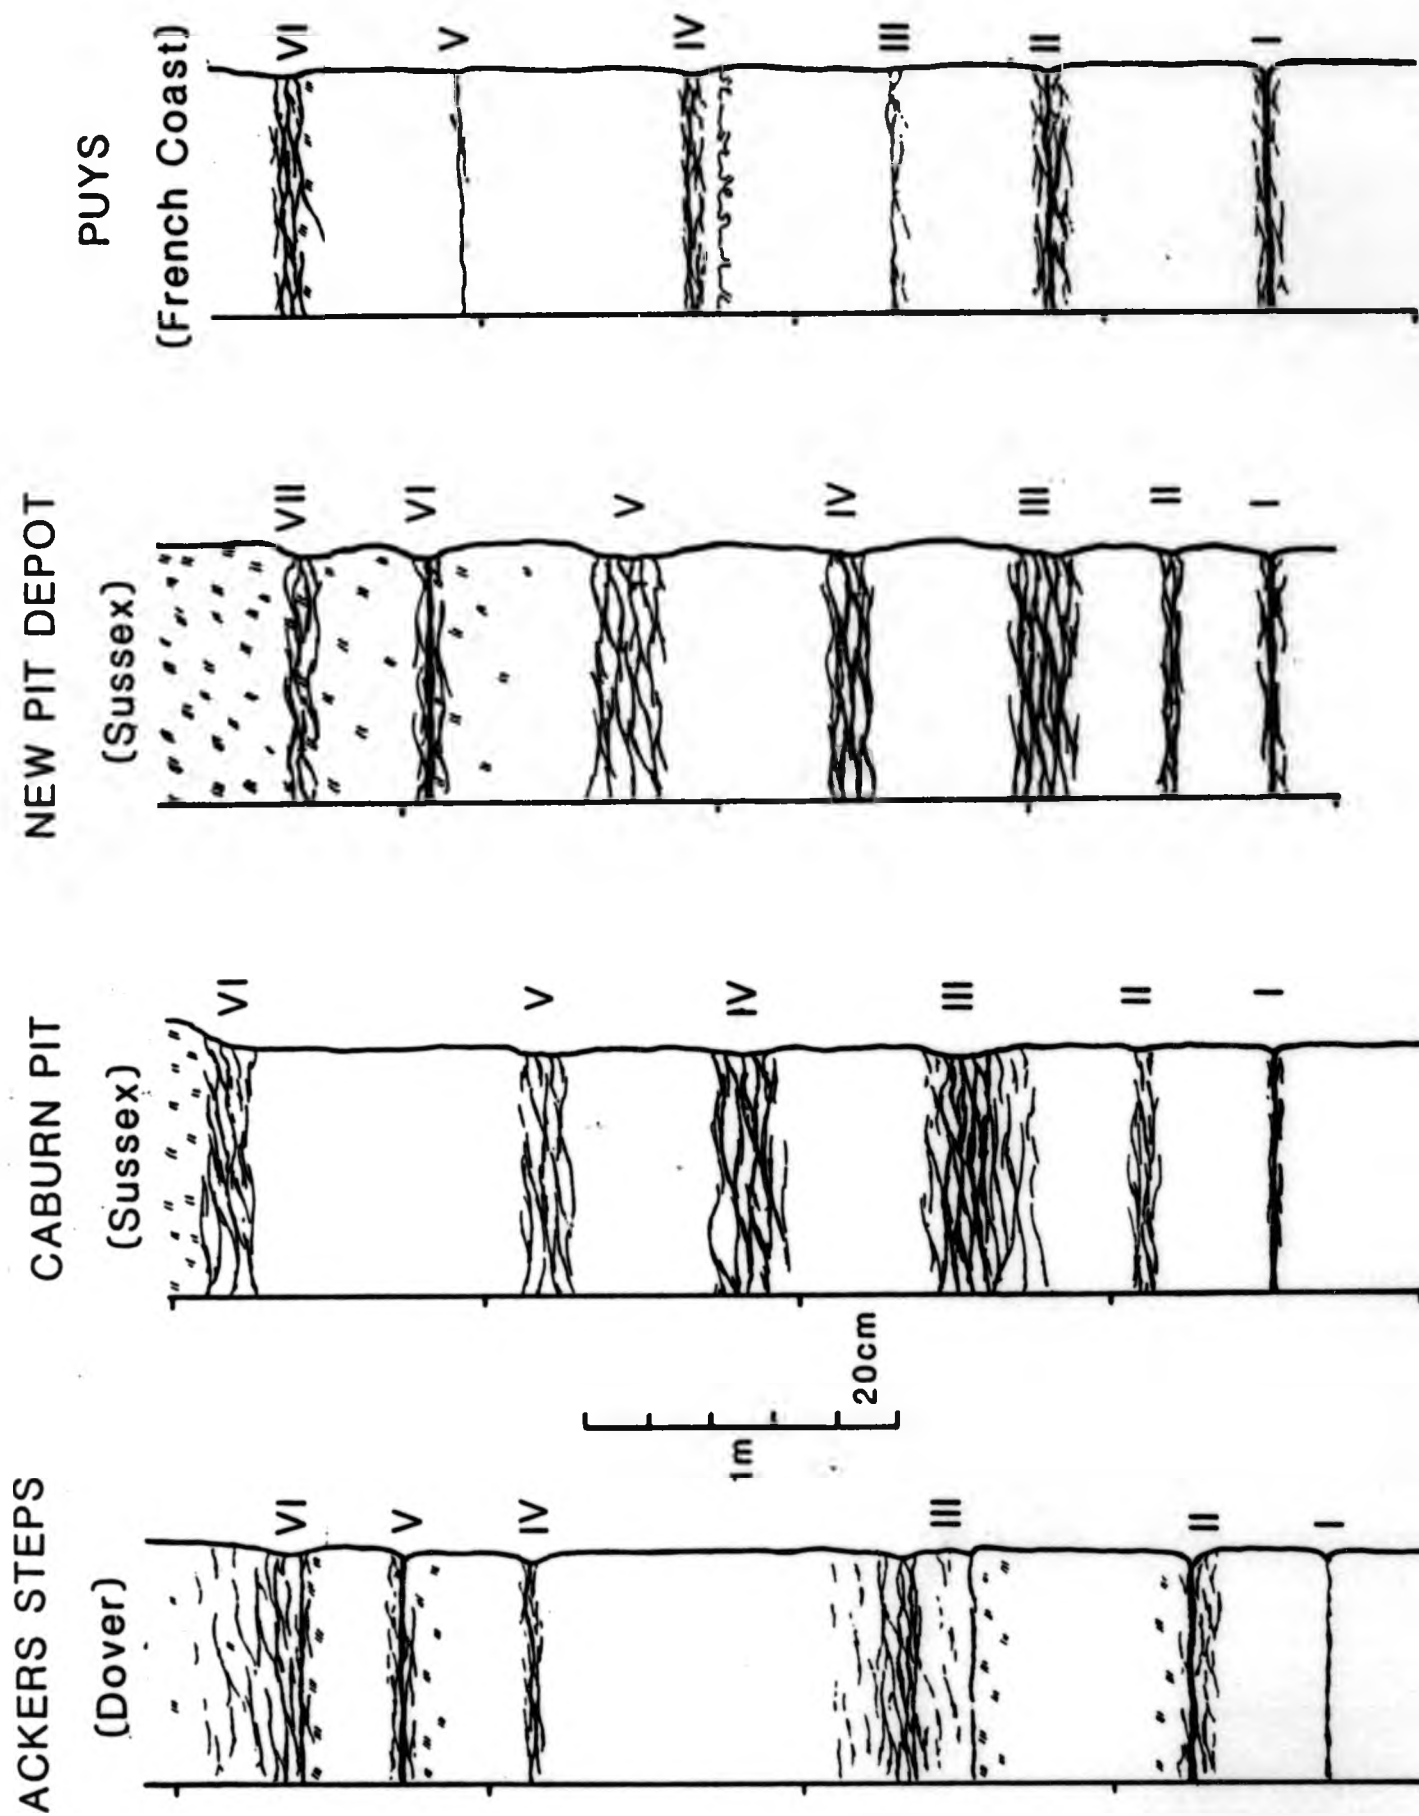 ACKERS STEPS
(Dover)
VI
V
IV
III
II
I
1m
20cm
CABURN PIT
(Sussex)
VI
V
IV
III
II
I
NEW PIT DEPOT
(Sussex)
VII
VI
V
IV
III
II
I
PUYS
(French Coast)
VI
V
IV
III
II
I